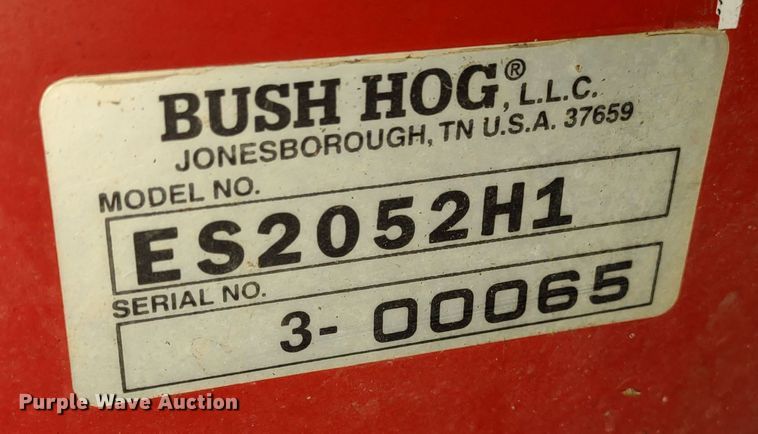 BUSH HOG®, L.L.C.
JONESBOROUGH, TN U.S.A. 37659
MODEL NO.
ES2052H1
SERIAL NO.
3- 00065
Purple Wave Auction